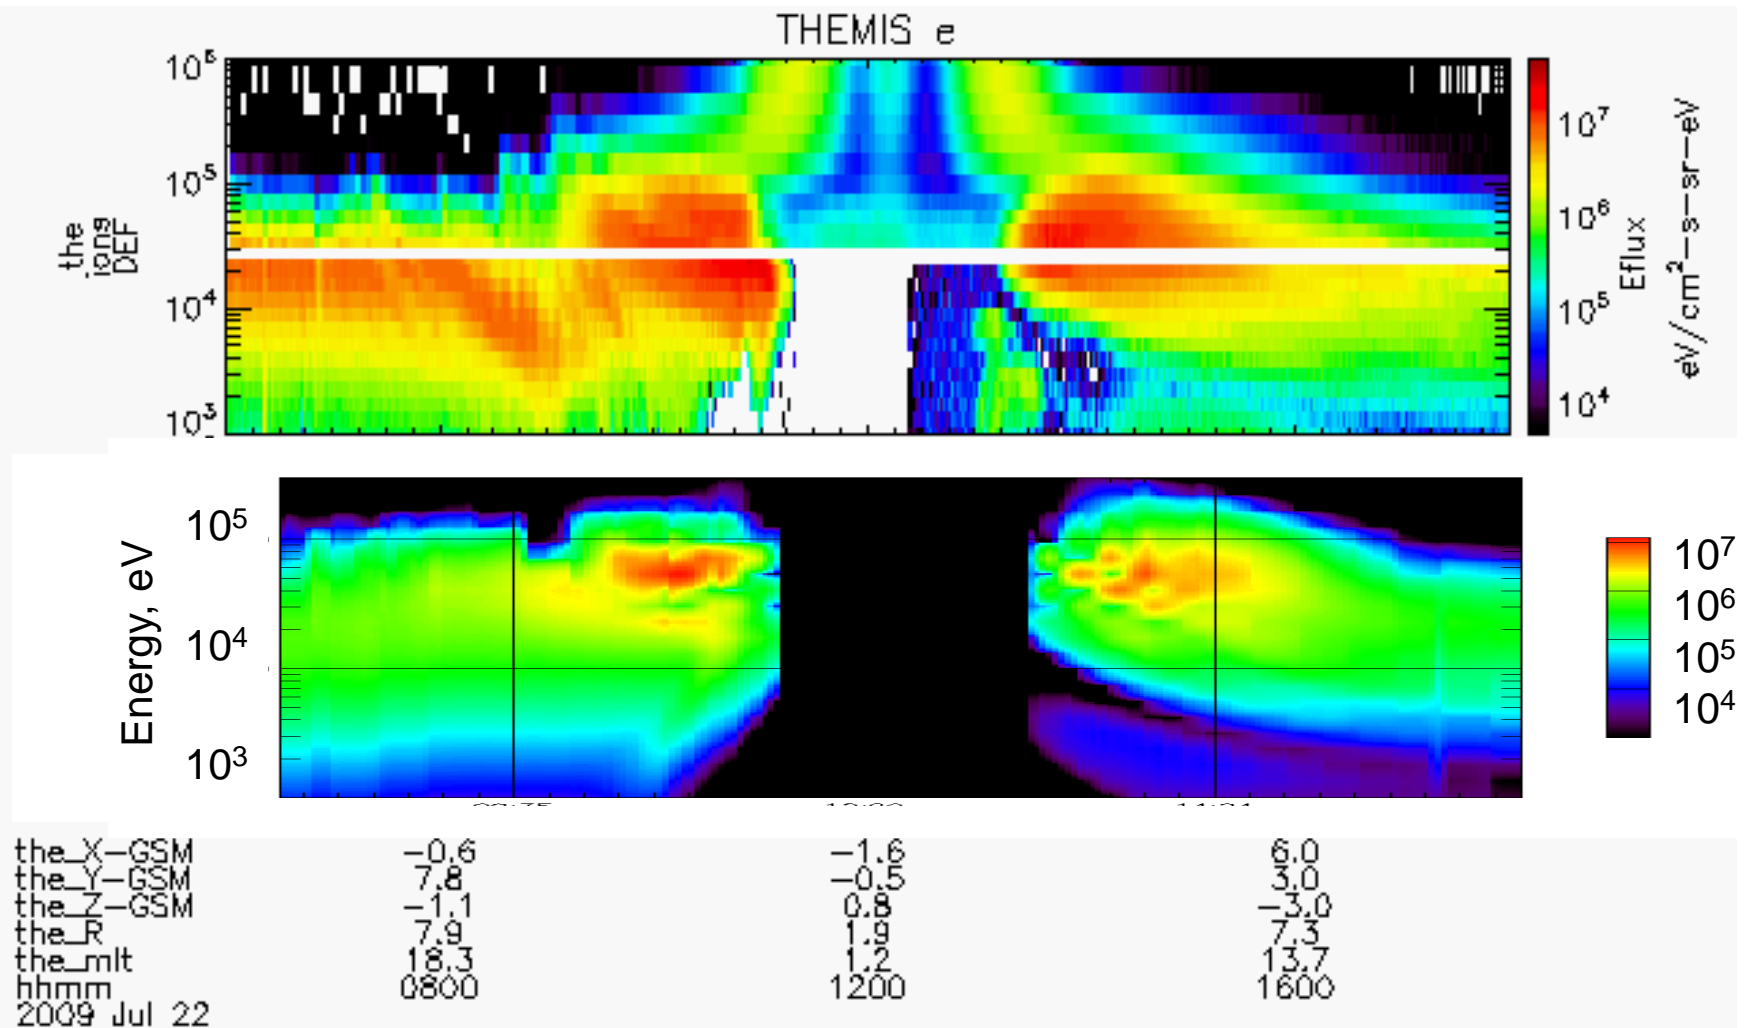 THEMIS e
10⁶
10⁵
10⁴
10³
the
ions
DEF
10⁷
10⁶
10⁵
10⁴
Eflux
eV/cm²-s-sr-eV
Energy, eV
10⁵
10⁴
10³
10⁷
10⁶
10⁵
10⁴
the_X-GSM -0.6 -1.6 6.0
the_Y-GSM 7.8 -0.5 3.0
the_Z-GSM -1.1 0.8 -3.0
the_R 7.9 1.9 7.3
the_mlt 18.3 1.2 13.7
hhmm 0800 1200 1600
2009 Jul 22